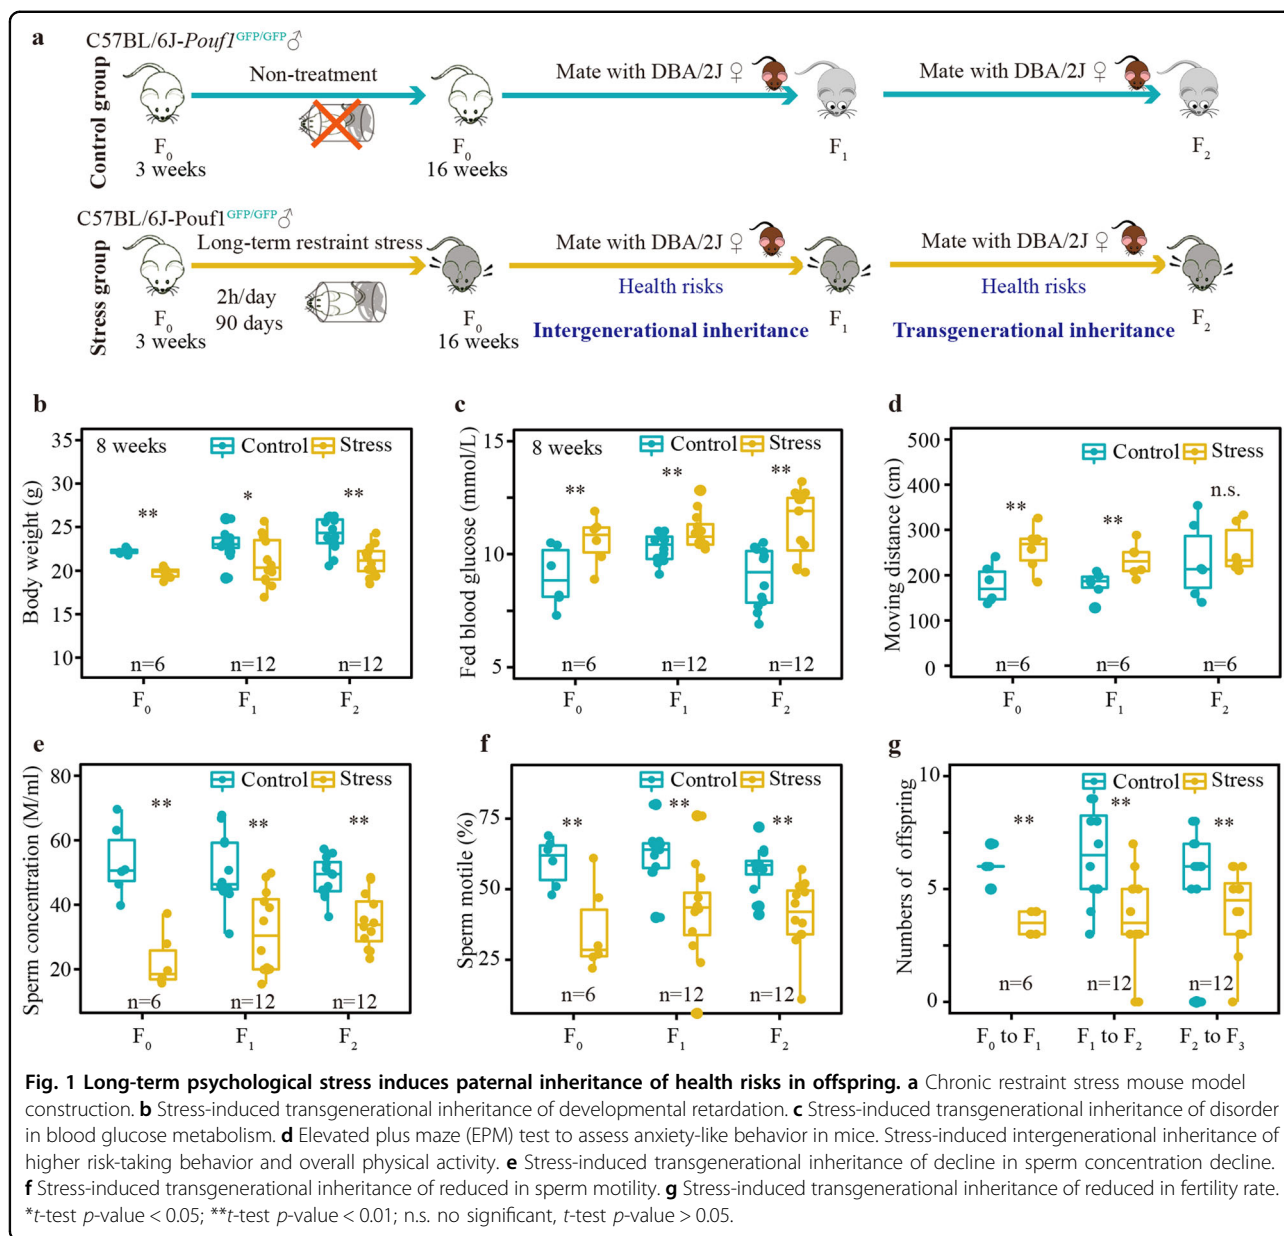 a
C57BL/6J-Pouf1GFP/GFP♂
Control group
Non-treatment
Mate with DBA/2J ♀
Mate with DBA/2J ♀
F0
3 weeks
F0
16 weeks
F1
F2
C57BL/6J-Pouf1GFP/GFP♂
Stress group
Long-term restraint stress
Mate with DBA/2J ♀
Mate with DBA/2J ♀
2h/day
90 days
Health risks
Health risks
F0
3 weeks
F0
16 weeks
F1
F2
Intergenerational inheritance
Transgenerational inheritance
b
8 weeks
Control
Stress
Body weight (g)
35
30
25
20
15
10
**
*
**
n=6
n=12
n=12
F0
F1
F2
c
8 weeks
Control
Stress
Fed blood glucose (mmol/L)
15
10
5
**
**
**
n=6
n=12
n=12
F0
F1
F2
d
Control
Stress
Moving distance (cm)
500
400
300
200
100
0
**
**
n.s.
n=6
n=6
n=6
F0
F1
F2
e
Control
Stress
Sperm concentration (M/ml)
80
60
40
20
**
**
**
n=6
n=12
n=12
F0
F1
F2
f
Control
Stress
Sperm motile (%)
75
50
25
**
**
**
n=6
n=12
n=12
F0
F1
F2
g
Control
Stress
Numbers of offspring
10
5
0
**
**
**
n=6
n=12
n=12
F0 to F1
F1 to F2
F2 to F3
Fig. 1 Long-term psychological stress induces paternal inheritance of health risks in offspring. a Chronic restraint stress mouse model
construction. b Stress-induced transgenerational inheritance of developmental retardation. c Stress-induced transgenerational inheritance of disorder
in blood glucose metabolism. d Elevated plus maze (EPM) test to assess anxiety-like behavior in mice. Stress-induced intergenerational inheritance of
higher risk-taking behavior and overall physical activity. e Stress-induced transgenerational inheritance of decline in sperm concentration decline.
f Stress-induced transgenerational inheritance of reduced in sperm motility. g Stress-induced transgenerational inheritance of reduced in fertility rate.
*t-test p-value < 0.05; **t-test p-value < 0.01; n.s. no significant, t-test p-value > 0.05.